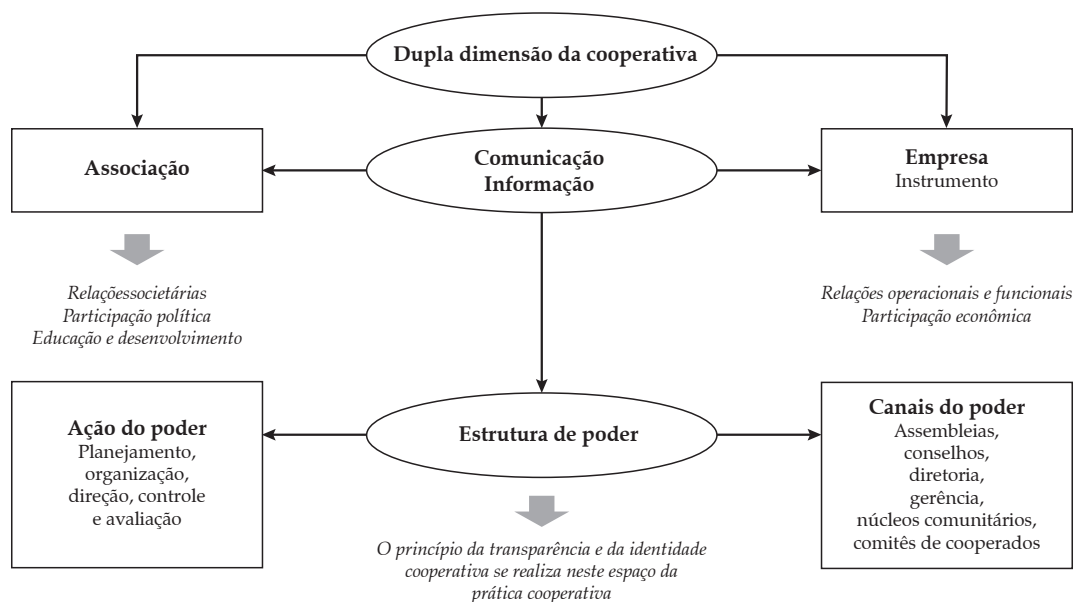 Dupla dimensão da cooperativa
Associação
Comunicação
Informação
Empresa
Instrumento
Relaçõessocietárias
Participação política
Educação e desenvolvimento
Relações operacionais e funcionais
Participação econômica
Ação do poder
Planejamento,
organização,
direção, controle
e avaliação
Estrutura de poder
Canais do poder
Assembleias,
conselhos,
diretoria,
gerência,
núcleos comunitários,
comitês de cooperados
O princípio da transparência e da identidade
cooperativa se realiza neste espaço da
prática cooperativa